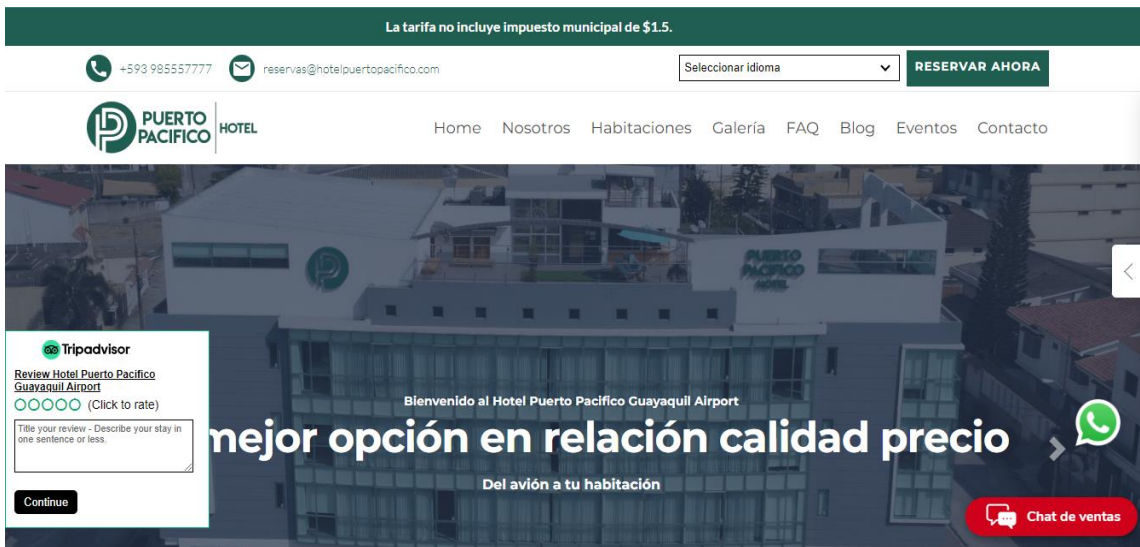 La tarifa no incluye impuesto municipal de $1.5.
+593 985557777
reservas@hotelpuertopacifico.com
Seleccionar idioma
RESERVAR AHORA
PUERTO
PACIFICO
HOTEL
Home Nosotros Habitaciones Galería FAQ Blog Eventos Contacto
PUERTO
PACIFICO
HOTEL
Tripadvisor
Review Hotel Puerto Pacifico
Guayaquil Airport
(Click to rate)
Title your review - Describe your stay in
one sentence or less.
Continue
Bienvenido al Hotel Puerto Pacifico Guayaquil Airport
mejor opción en relación calidad precio
Del avión a tu habitación
Chat de ventas